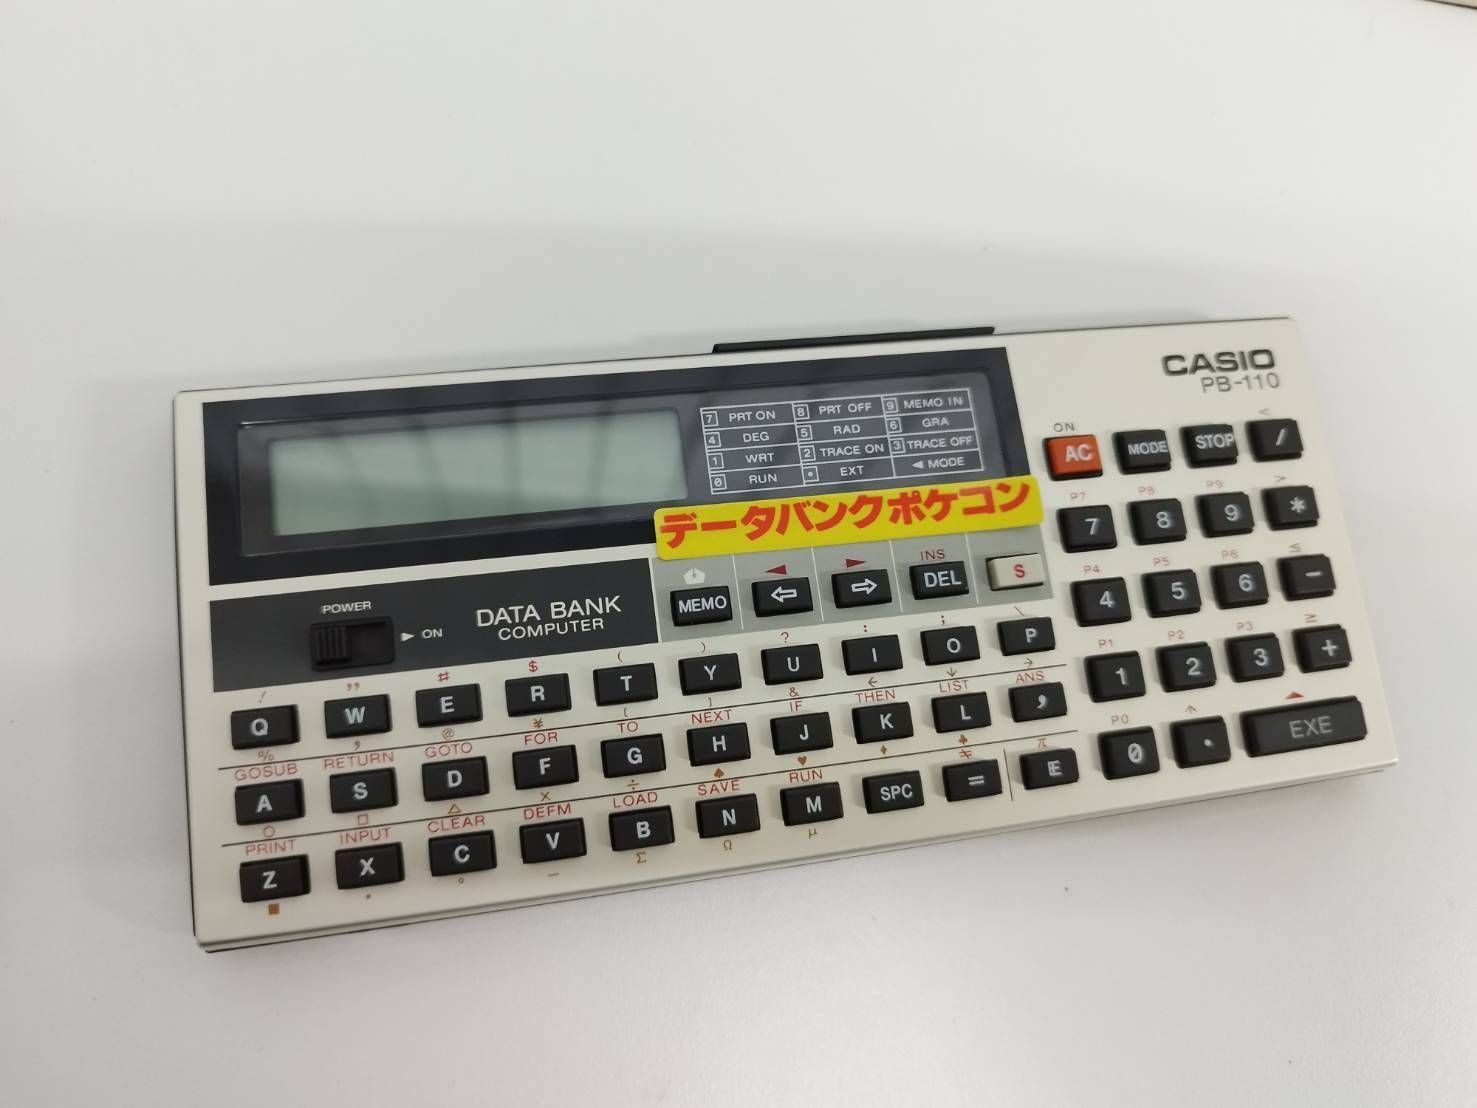 CASIO
PB-110
7 PRT ON 8 PRT OFF 9 MEMO IN
4 DEG 5 RAD 6 GRA
1 WRT 2 TRACE ON 3 TRACE OFF
0 RUN • EXT ◀ MODE
データバンクポケコン
ON
AC MODE STOP /
P7 P8 P9 >
7 8 9 *
POWER
▶ ON
DATA BANK
COMPUTER
INS
MEMO ⇦ ⇨ DEL S
P4 P5 P6 ≤
4 5 6 -
! " # $ ( ) ? : ; \
Q W E R T Y U I O P
P1 P2 P3 ≥
1 2 3 +
% ' @ ¥ [ ] & ← ↓ →
GOSUB RETURN GOTO FOR TO NEXT IF THEN LIST ANS
A S D F G H J K L ,
○ □ △ × ÷ ♠ ♥ ♦ ♣
PRINT INPUT CLEAR DEFM LOAD SAVE RUN ≠ π
Z X C V B N M SPC = E
Σ Ω μ
P0
0 . EXE